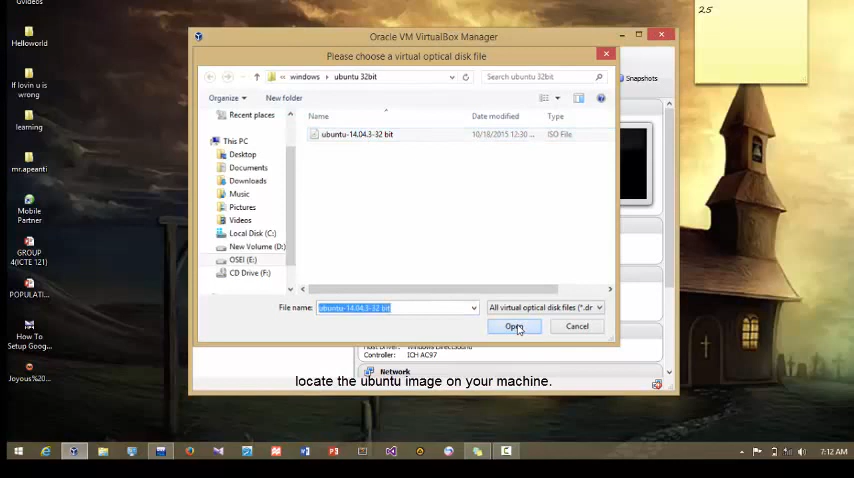 Gvideos
25
Helloworld
Oracle VM VirtualBox Manager
Please choose a virtual optical disk file
« windows ▸ ubuntu 32bit
Search ubuntu 32bit
Snapshots
If lovin u is
wrong
Organize
New folder
Recent places
Name
Date modified
Type
learning
ubuntu-14.04.3-32 bit
10/18/2015 12:30 ...
ISO File
This PC
Desktop
mr.apeanti
Documents
Downloads
Music
Pictures
Mobile
Partner
Videos
Local Disk (C:)
New Volume (D:)
GROUP
4(ICTE 121)
OSEI (E:)
CD Drive (F:)
POPULATI...
File name:
ubuntu-14.04.3-32 bit
All virtual optical disk files (*.dr
Open
Cancel
How To
Setup Goog...
Controller:
ICH AC97
Network
Joyous%20...
locate the ubuntu image on your machine.
7:12 AM